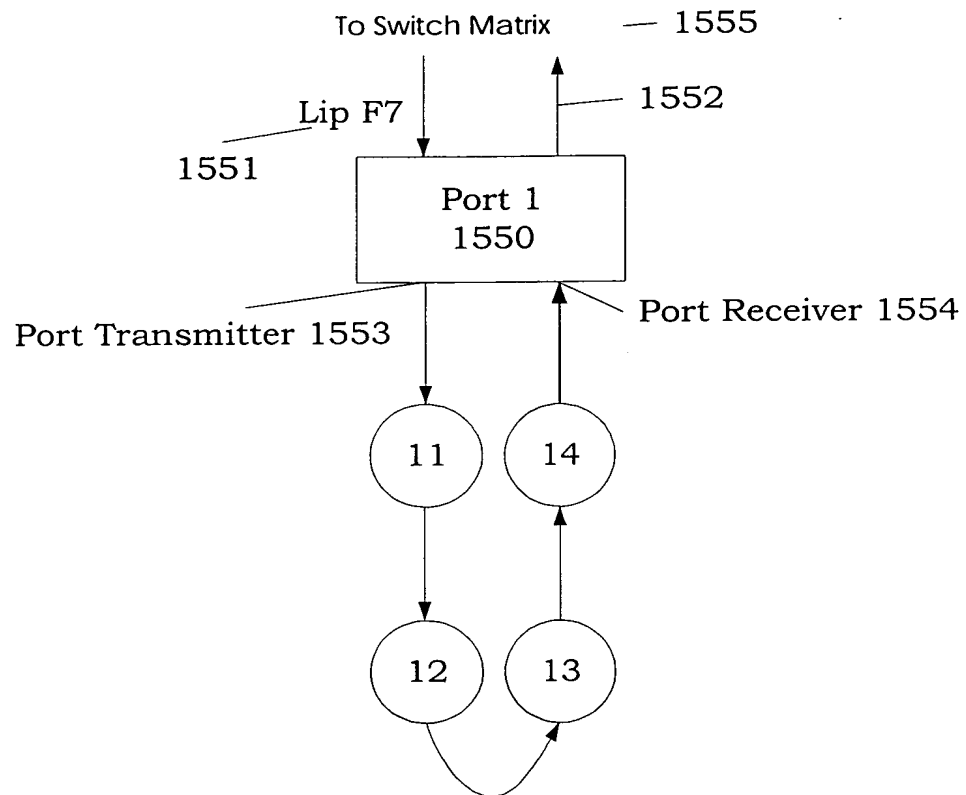 To Switch Matrix 1555
1552
Lip F7
1551
Port 1
1550
Port Transmitter 1553
Port Receiver 1554
11
14
12
13